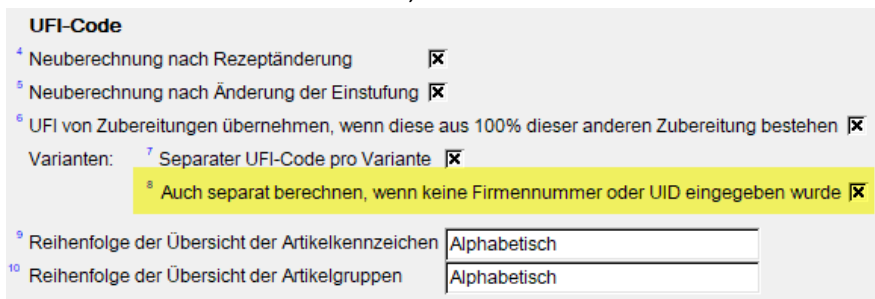 UFI-Code
4 Neuberechnung nach Rezeptänderung
5 Neuberechnung nach Änderung der Einstufung
6 UFI von Zubereitungen übernehmen, wenn diese aus 100% dieser anderen Zubereitung bestehen
Varianten: 7 Separater UFI-Code pro Variante
8 Auch separat berechnen, wenn keine Firmennummer oder UID eingegeben wurde
9 Reihenfolge der Übersicht der Artikelkennzeichen Alphabetisch
10 Reihenfolge der Übersicht der Artikelgruppen Alphabetisch